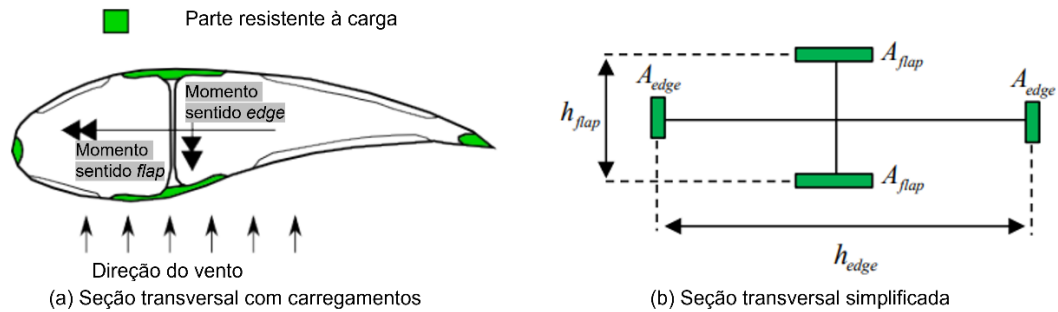 Parte resistente à carga
Momento
sentido edge
Momento
sentido flap
Direção do vento
(a) Seção transversal com carregamentos
A_flap
A_edge
A_edge
h_flap
A_flap
h_edge
(b) Seção transversal simplificada